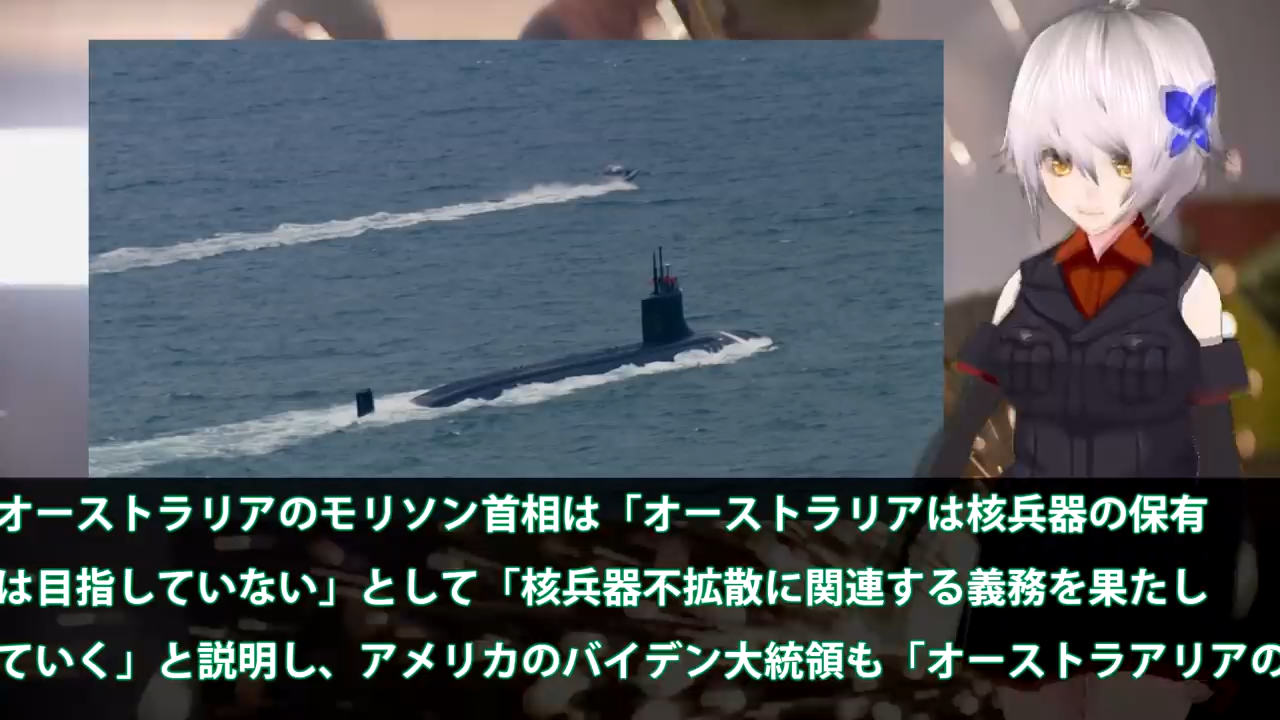 オーストラリアのモリソン首相は「オーストラリアは核兵器の保有
は目指していない」として「核兵器不拡散に関連する義務を果たし
ていく」と説明し、アメリカのバイデン大統領も「オーストラアリアの